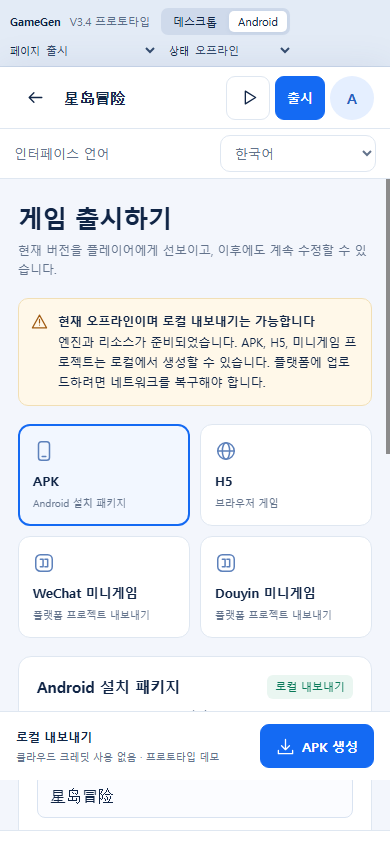 GameGen V3.4 프로토타입 데스크톱 Android
페이지 출시 상태 오프라인
星岛冒险 출시 A
인터페이스 언어 한국어
게임 출시하기
현재 버전을 플레이어에게 선보이고, 이후에도 계속 수정할 수 있
습니다.
현재 오프라인이며 로컬 내보내기는 가능합니다
엔진과 리소스가 준비되었습니다. APK, H5, 미니게임 프
로젝트는 로컬에서 생성할 수 있습니다. 플랫폼에 업로
드하려면 네트워크를 복구해야 합니다.
APK
Android 설치 패키지
H5
브라우저 게임
WeChat 미니게임
플랫폼 프로젝트 내보내기
Douyin 미니게임
플랫폼 프로젝트 내보내기
Android 설치 패키지 로컬 내보내기
로컬 내보내기
클라우드 크레딧 사용 없음 · 프로토타입 데모
APK 생성
星岛冒险